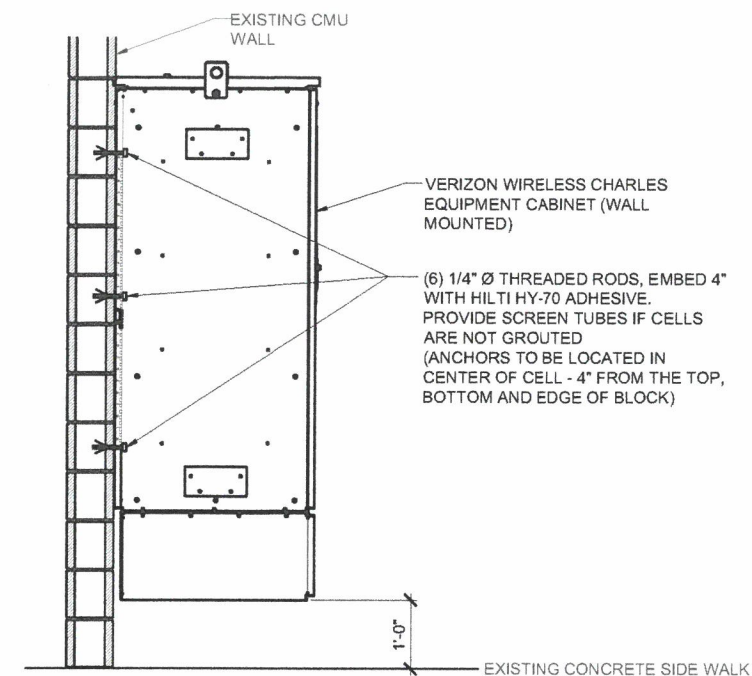 EXISTING CMU
WALL
VERIZON WIRELESS CHARLES
EQUIPMENT CABINET (WALL
MOUNTED)
(6) 1/4" Ø THREADED RODS, EMBED 4"
WITH HILTI HY-70 ADHESIVE.
PROVIDE SCREEN TUBES IF CELLS
ARE NOT GROUTED
(ANCHORS TO BE LOCATED IN
CENTER OF CELL - 4" FROM THE TOP,
BOTTOM AND EDGE OF BLOCK)
1'-0"
EXISTING CONCRETE SIDE WALK